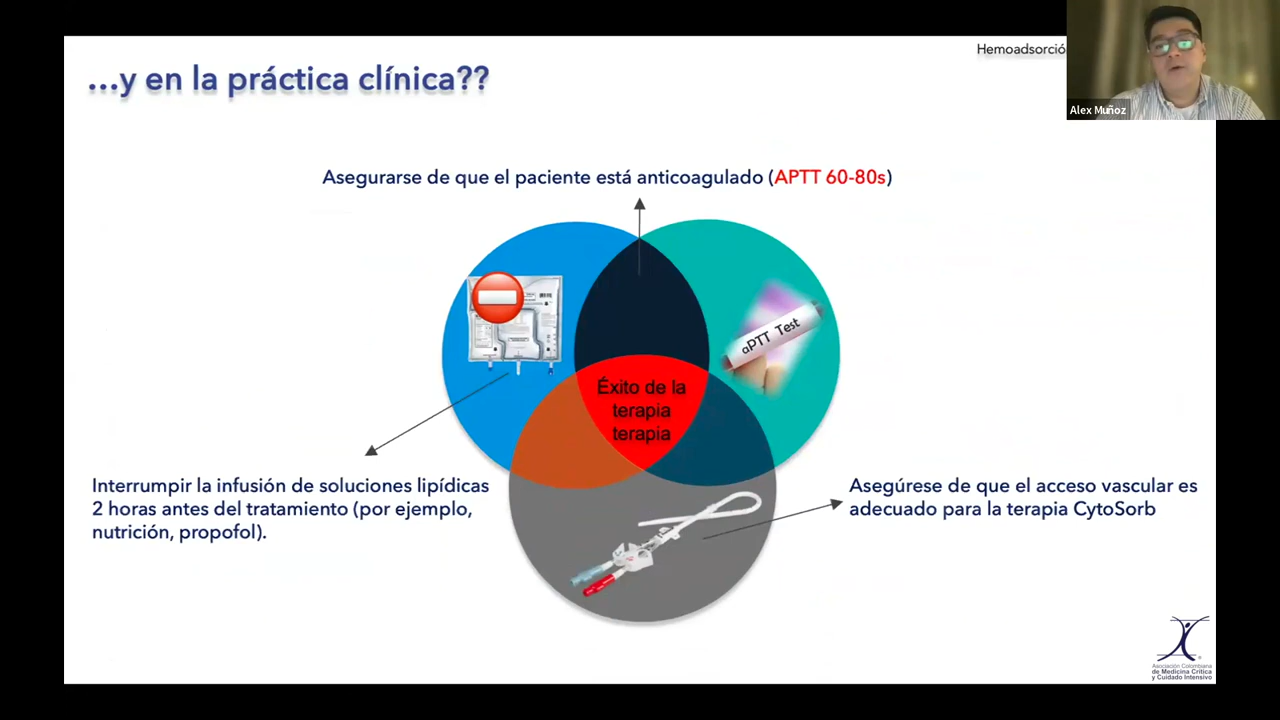 Hemoadsorció
Alex Muñoz
...y en la práctica clínica??
Asegurarse de que el paciente está anticoagulado (APTT 60-80s)
aPTT Test
Éxito de la
terapia
terapia
Interrumpir la infusión de soluciones lipídicas
2 horas antes del tratamiento (por ejemplo,
nutrición, propofol).
Asegúrese de que el acceso vascular es
adecuado para la terapia CytoSorb
Asociación Colombiana
de Medicina Crítica
y Cuidado Intensivo